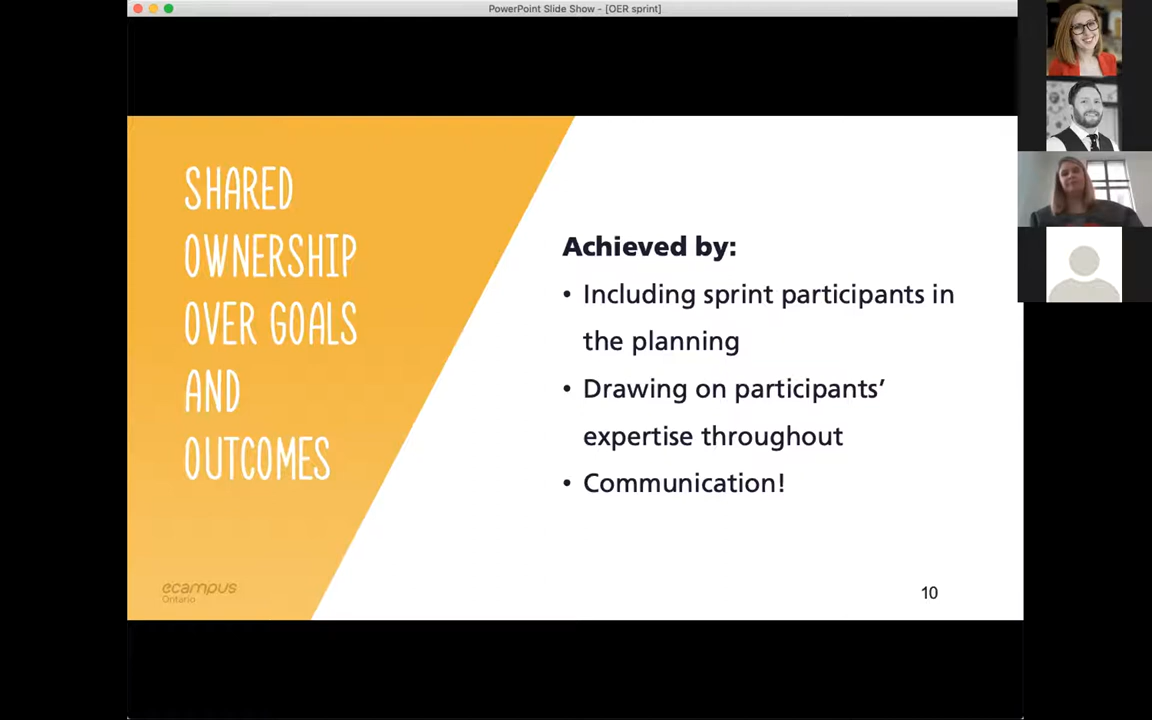 PowerPoint Slide Show - [OER sprint]
SHARED
OWNERSHIP
OVER GOALS
AND
OUTCOMES
Achieved by:
• Including sprint participants in
the planning
• Drawing on participants’
expertise throughout
• Communication!
ecampus
Ontario
10